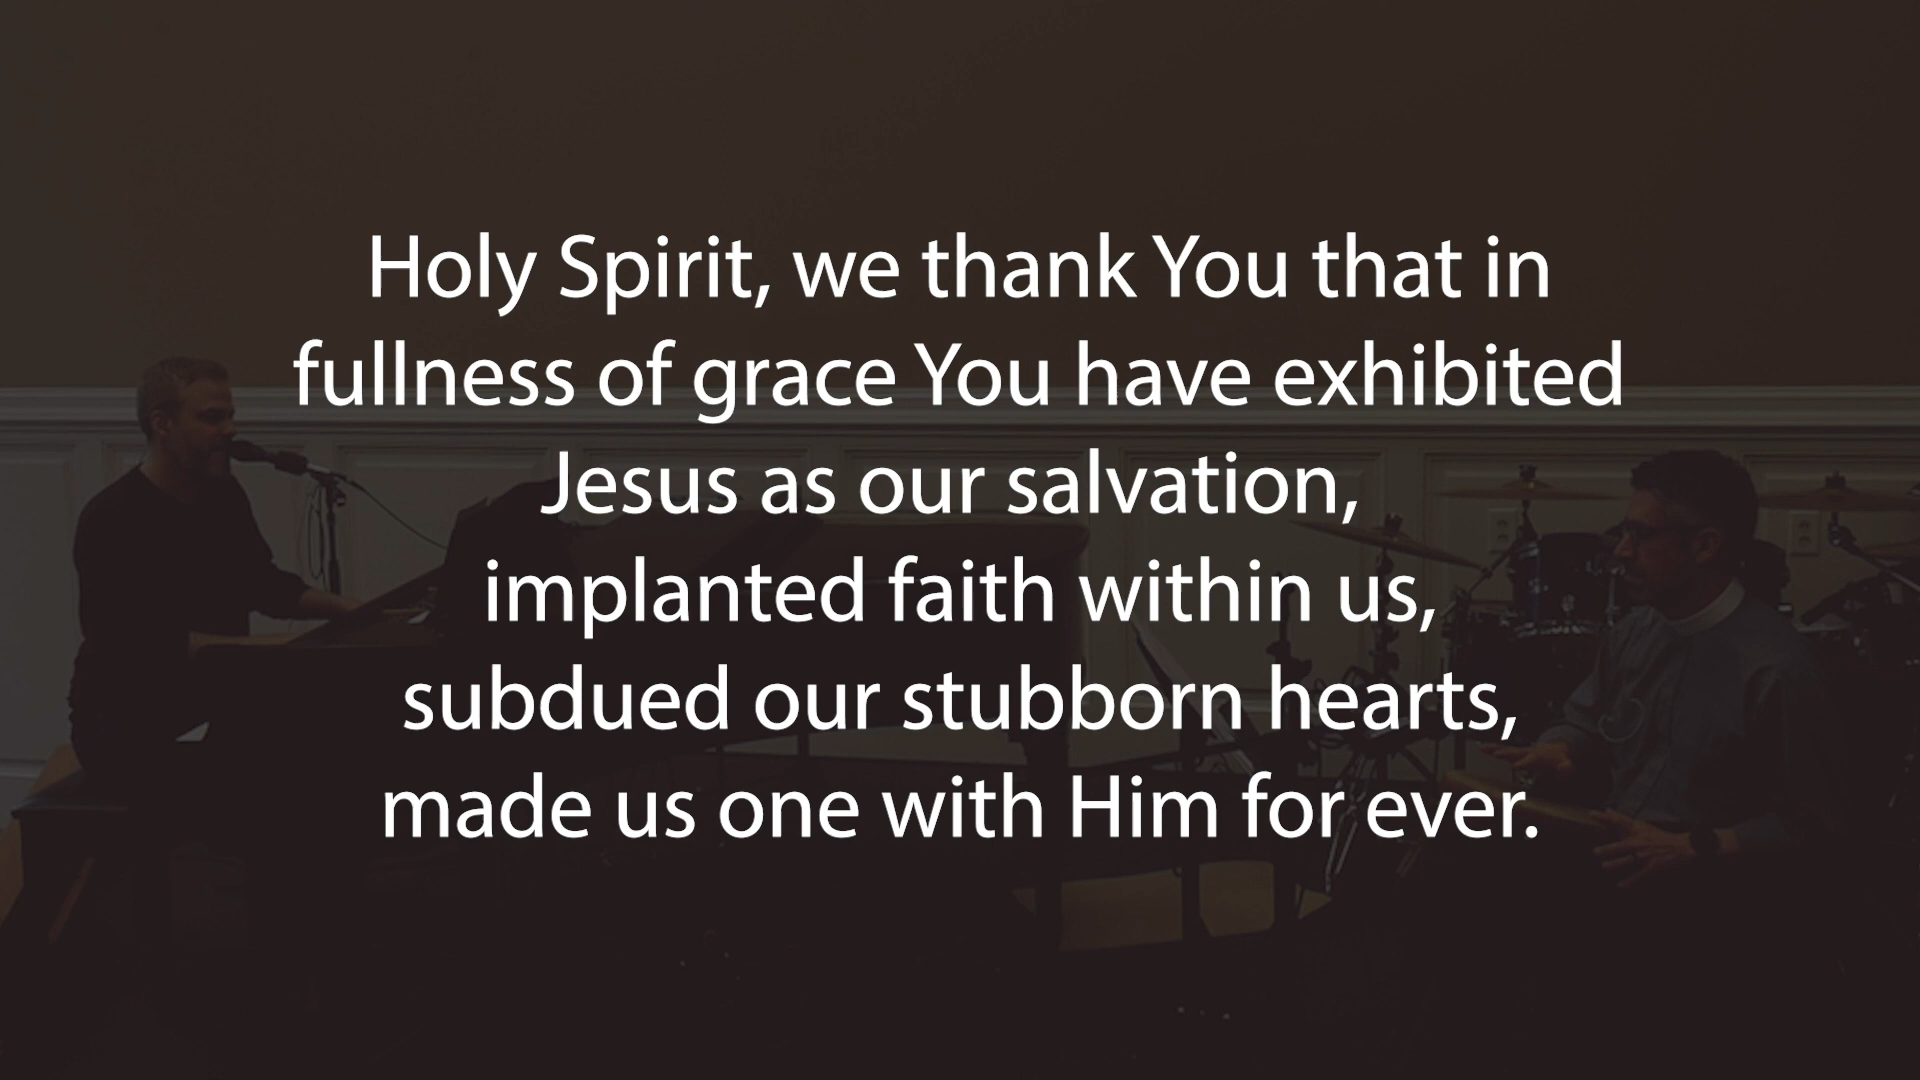 Holy Spirit, we thank You that in
fullness of grace You have exhibited
Jesus as our salvation,
implanted faith within us,
subdued our stubborn hearts,
made us one with Him for ever.